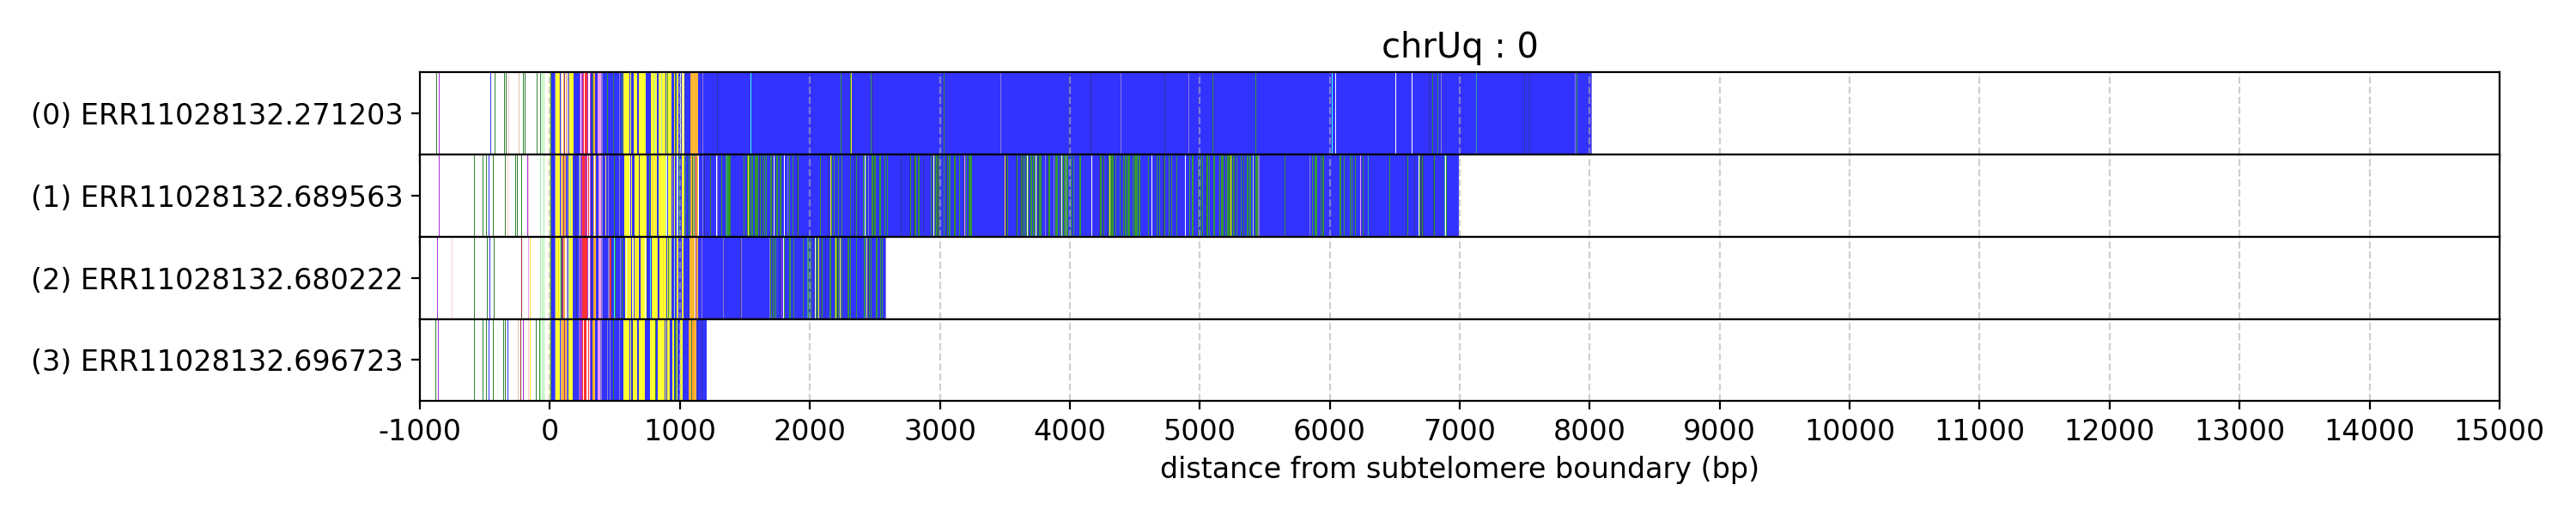 chrUq : 0
(0) ERR11028132.271203
(1) ERR11028132.689563
(2) ERR11028132.680222
(3) ERR11028132.696723
-1000 0 1000 2000 3000 4000 5000 6000 7000 8000 9000 10000 11000 12000 13000 14000 15000
distance from subtelomere boundary (bp)